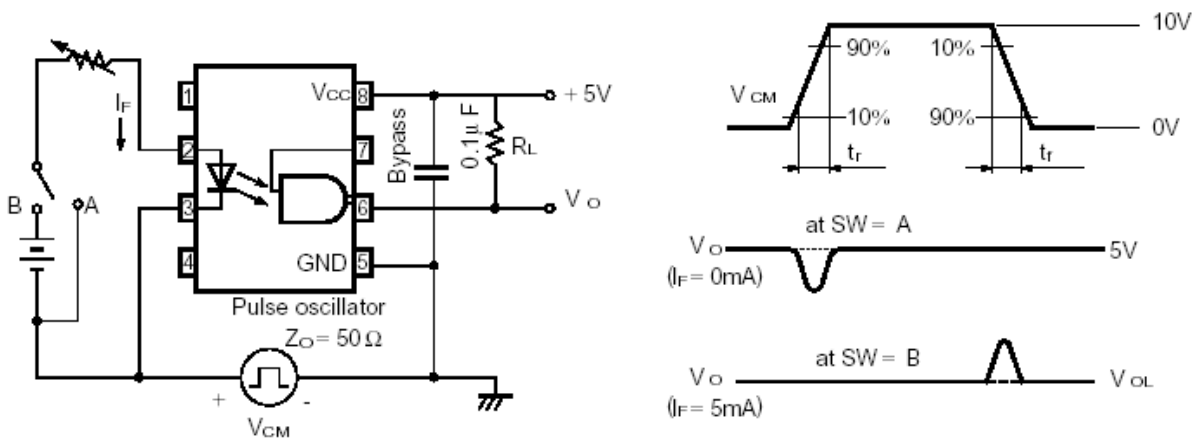 IF
B
A
1
2
3
4
VCC 8
7
6
GND 5
Bypass
0.1 μ F
RL
+ 5V
VO
Pulse oscillator
ZO = 50 Ω
+ -
VCM
10V
90% 10%
VCM
10% 90%
0V
tr tr
at SW = A
VO
5V
(IF = 0mA)
at SW = B
VO
VOL
(IF = 5mA)